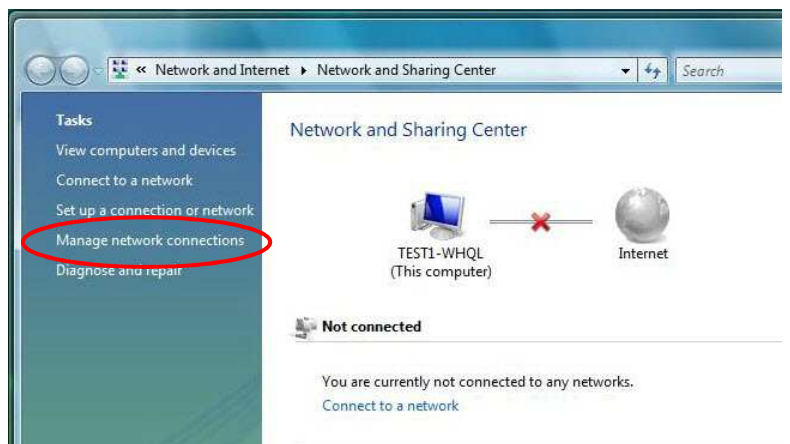 « Network and Internet ▸ Network and Sharing Center
Search
Tasks
View computers and devices
Connect to a network
Set up a connection or network
Manage network connections
Diagnose and repair
Network and Sharing Center
TEST1-WHQL
(This computer)
Internet
Not connected
You are currently not connected to any networks.
Connect to a network